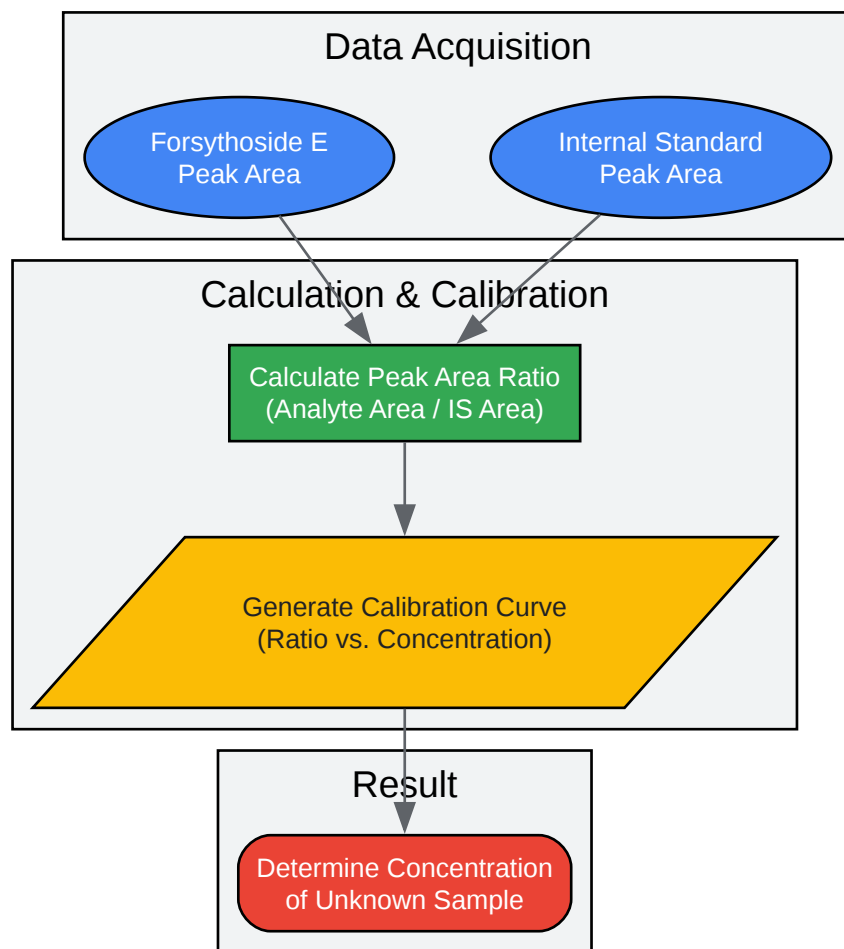 Data Acquisition
Forsythoside E
Peak Area
Internal Standard
Peak Area
Calculation & Calibration
Calculate Peak Area Ratio
(Analyte Area / IS Area)
Generate Calibration Curve
(Ratio vs. Concentration)
Result
Determine Concentration
of Unknown Sample